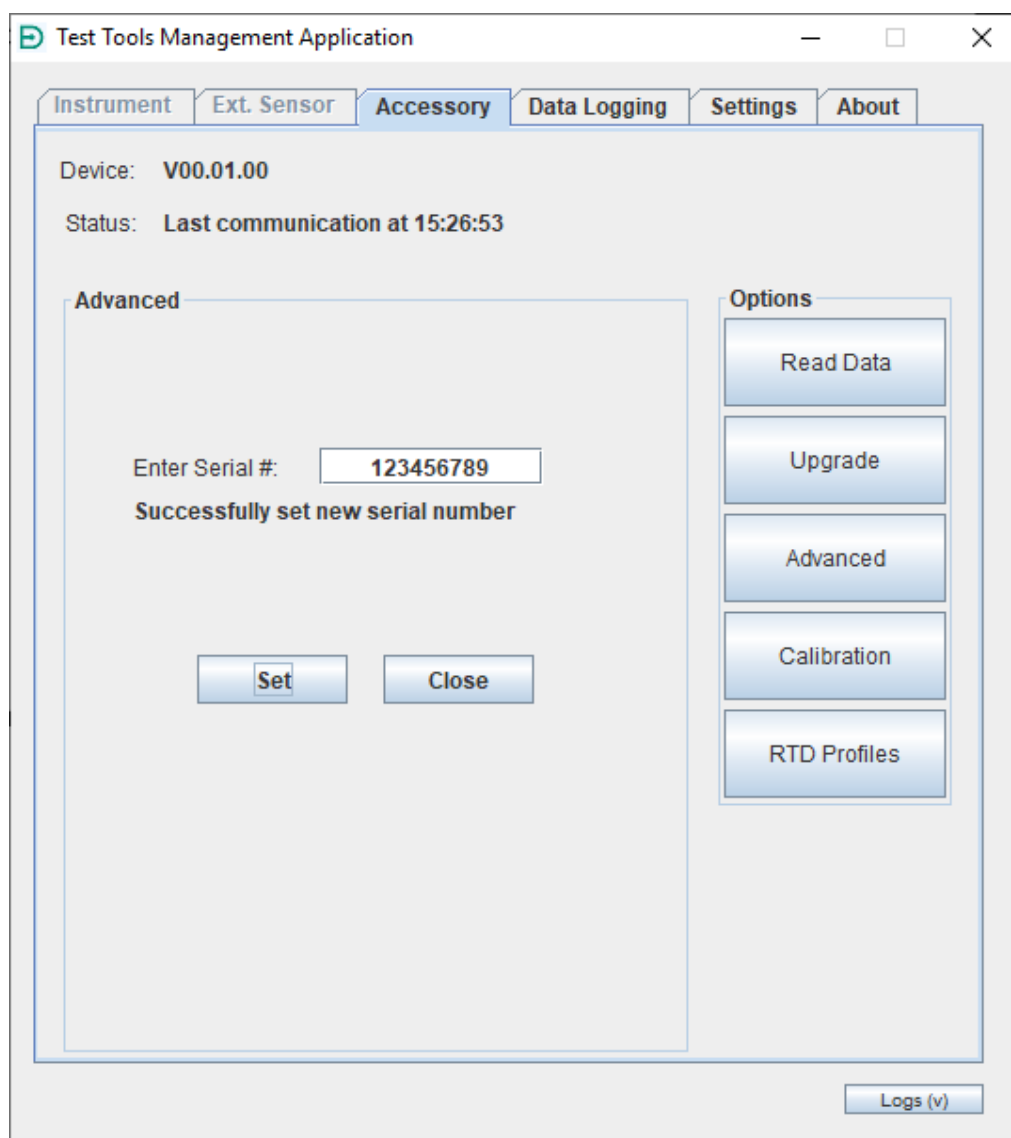 Test Tools Management Application
Instrument Ext. Sensor Accessory Data Logging Settings About
Device: V00.01.00
Status: Last communication at 15:26:53
Advanced
Enter Serial #: 123456789
Successfully set new serial number
Set Close
Options
Read Data
Upgrade
Advanced
Calibration
RTD Profiles
Logs (v)